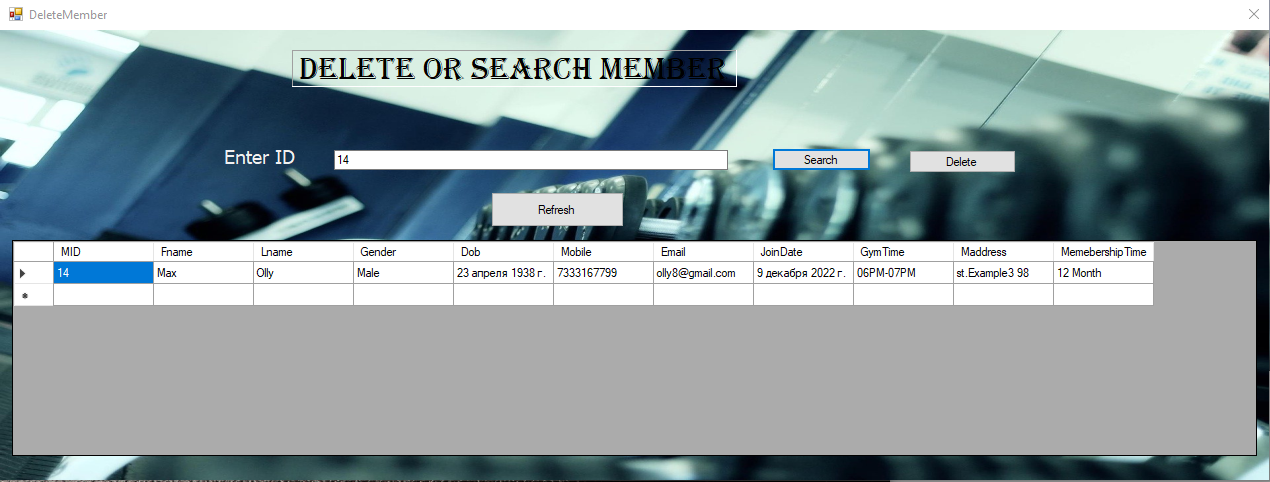 DeleteMember
DELETE OR SEARCH MEMBER
Enter ID 14 Search Delete
Refresh
MID Fname Lname Gender Dob Mobile Email JoinDate GymTime Maddress MemebershipTime
14 Max Olly Male 23 апреля 1938 г. 7333167799 olly8@gmail.com 9 декабря 2022 г. 06PM-07PM st.Example3 98 12 Month